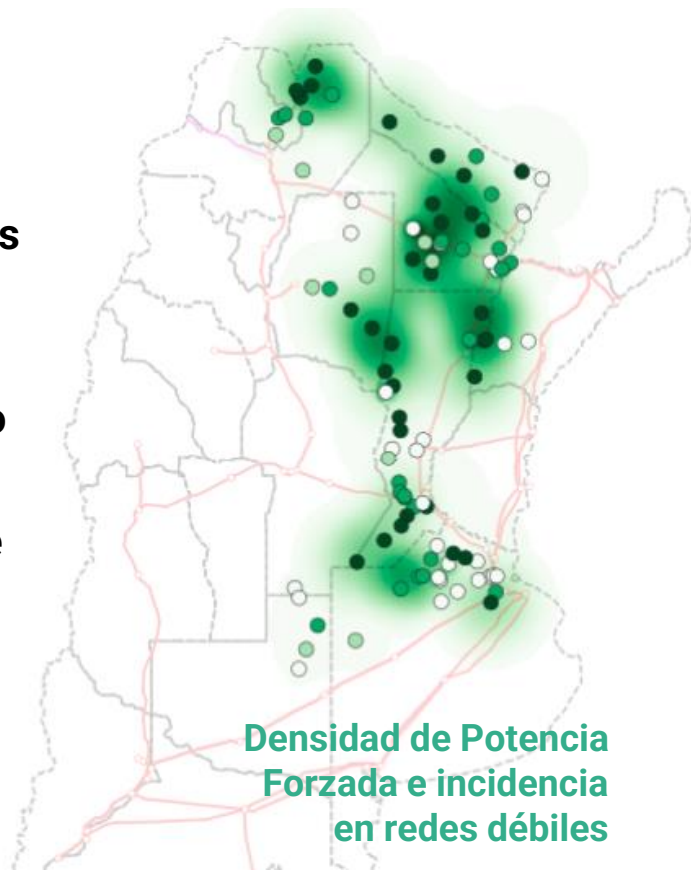 s
o
e
Densidad de Potencia
Forzada e incidencia
en redes débiles